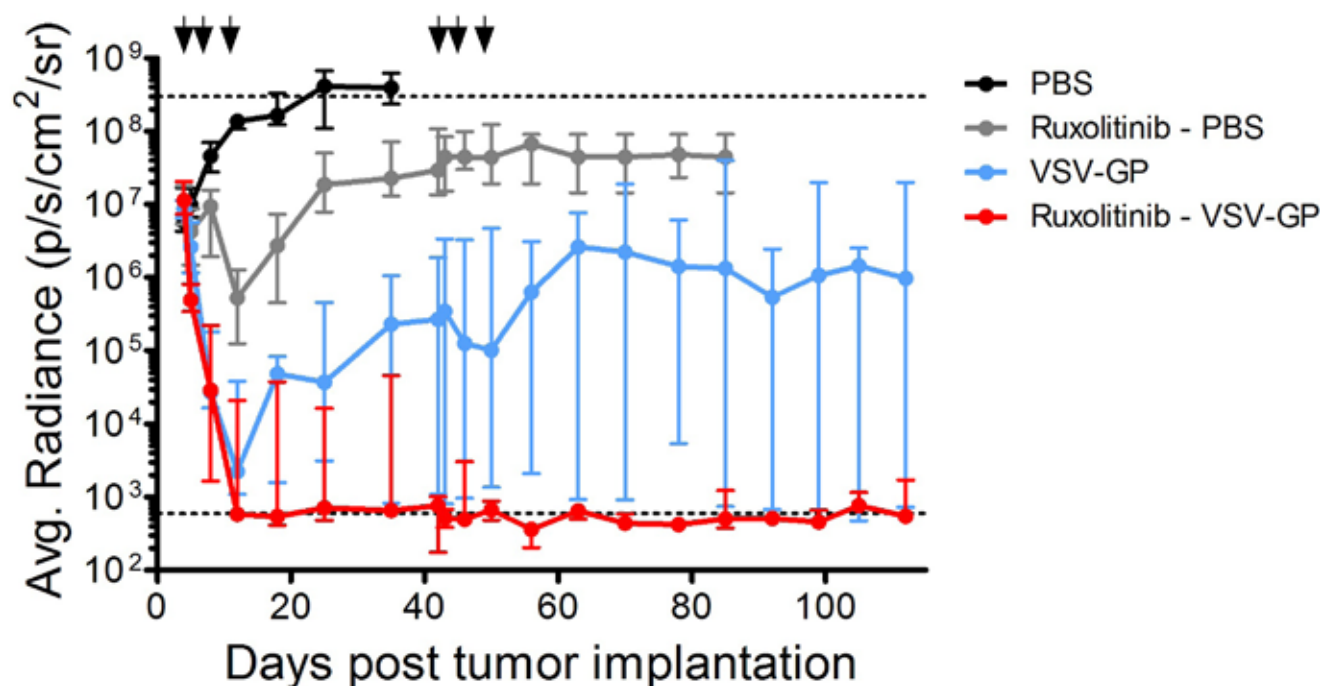 10⁹
10⁸
10⁷
10⁶
10⁵
10⁴
10³
10²
Avg. Radiance (p/s/cm²/sr)
0 20 40 60 80 100
Days post tumor implantation
PBS
Ruxolitinib - PBS
VSV-GP
Ruxolitinib - VSV-GP